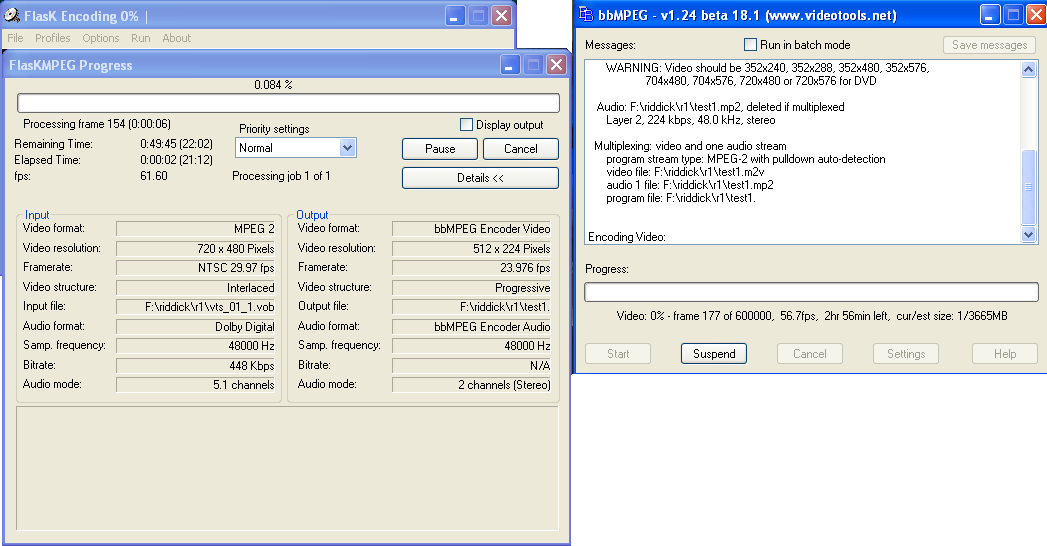 FlasK Encoding 0% |
File Profiles Options Run About
FlasKMPEG Progress
0.084 %
Processing frame 154 (0:00:06)
Display output
Priority settings
Remaining Time: 0:49:45 (22:02)
Normal
Pause
Cancel
Elapsed Time: 0:00:02 (21:12)
fps: 61.60
Processing job 1 of 1
Details <<
Input
Video format: MPEG 2
Video resolution: 720 x 480 Pixels
Framerate: NTSC 29.97 fps
Video structure: Interlaced
Input file: F:\riddick\r1\vts_01_1.vob
Audio format: Dolby Digital
Samp. frequency: 48000 Hz
Bitrate: 448 Kbps
Audio mode: 5.1 channels
Output
Video format: bbMPEG Encoder Video
Video resolution: 512 x 224 Pixels
Framerate: 23.976 fps
Video structure: Progressive
Output file: F:\riddick\r1\test1.
Audio format: bbMPEG Encoder Audio
Samp. frequency: 48000 Hz
Bitrate: N/A
Audio mode: 2 channels (Stereo)
bbMPEG - v1.24 beta 18.1 (www.videotools.net)
Messages:
Run in batch mode
Save messages
WARNING: Video should be 352x240, 352x288, 352x480, 352x576,
704x480, 704x576, 720x480 or 720x576 for DVD
Audio: F:\riddick\r1\test1.mp2, deleted if multiplexed
Layer 2, 224 kbps, 48.0 kHz, stereo
Multiplexing: video and one audio stream
program stream type: MPEG-2 with pulldown auto-detection
video file: F:\riddick\r1\test1.m2v
audio 1 file: F:\riddick\r1\test1.mp2
program file: F:\riddick\r1\test1.
Encoding Video:
Progress:
Video: 0% - frame 177 of 600000, 56.7fps, 2hr 56min left, cur/est size: 1/3665MB
Start
Suspend
Cancel
Settings
Help